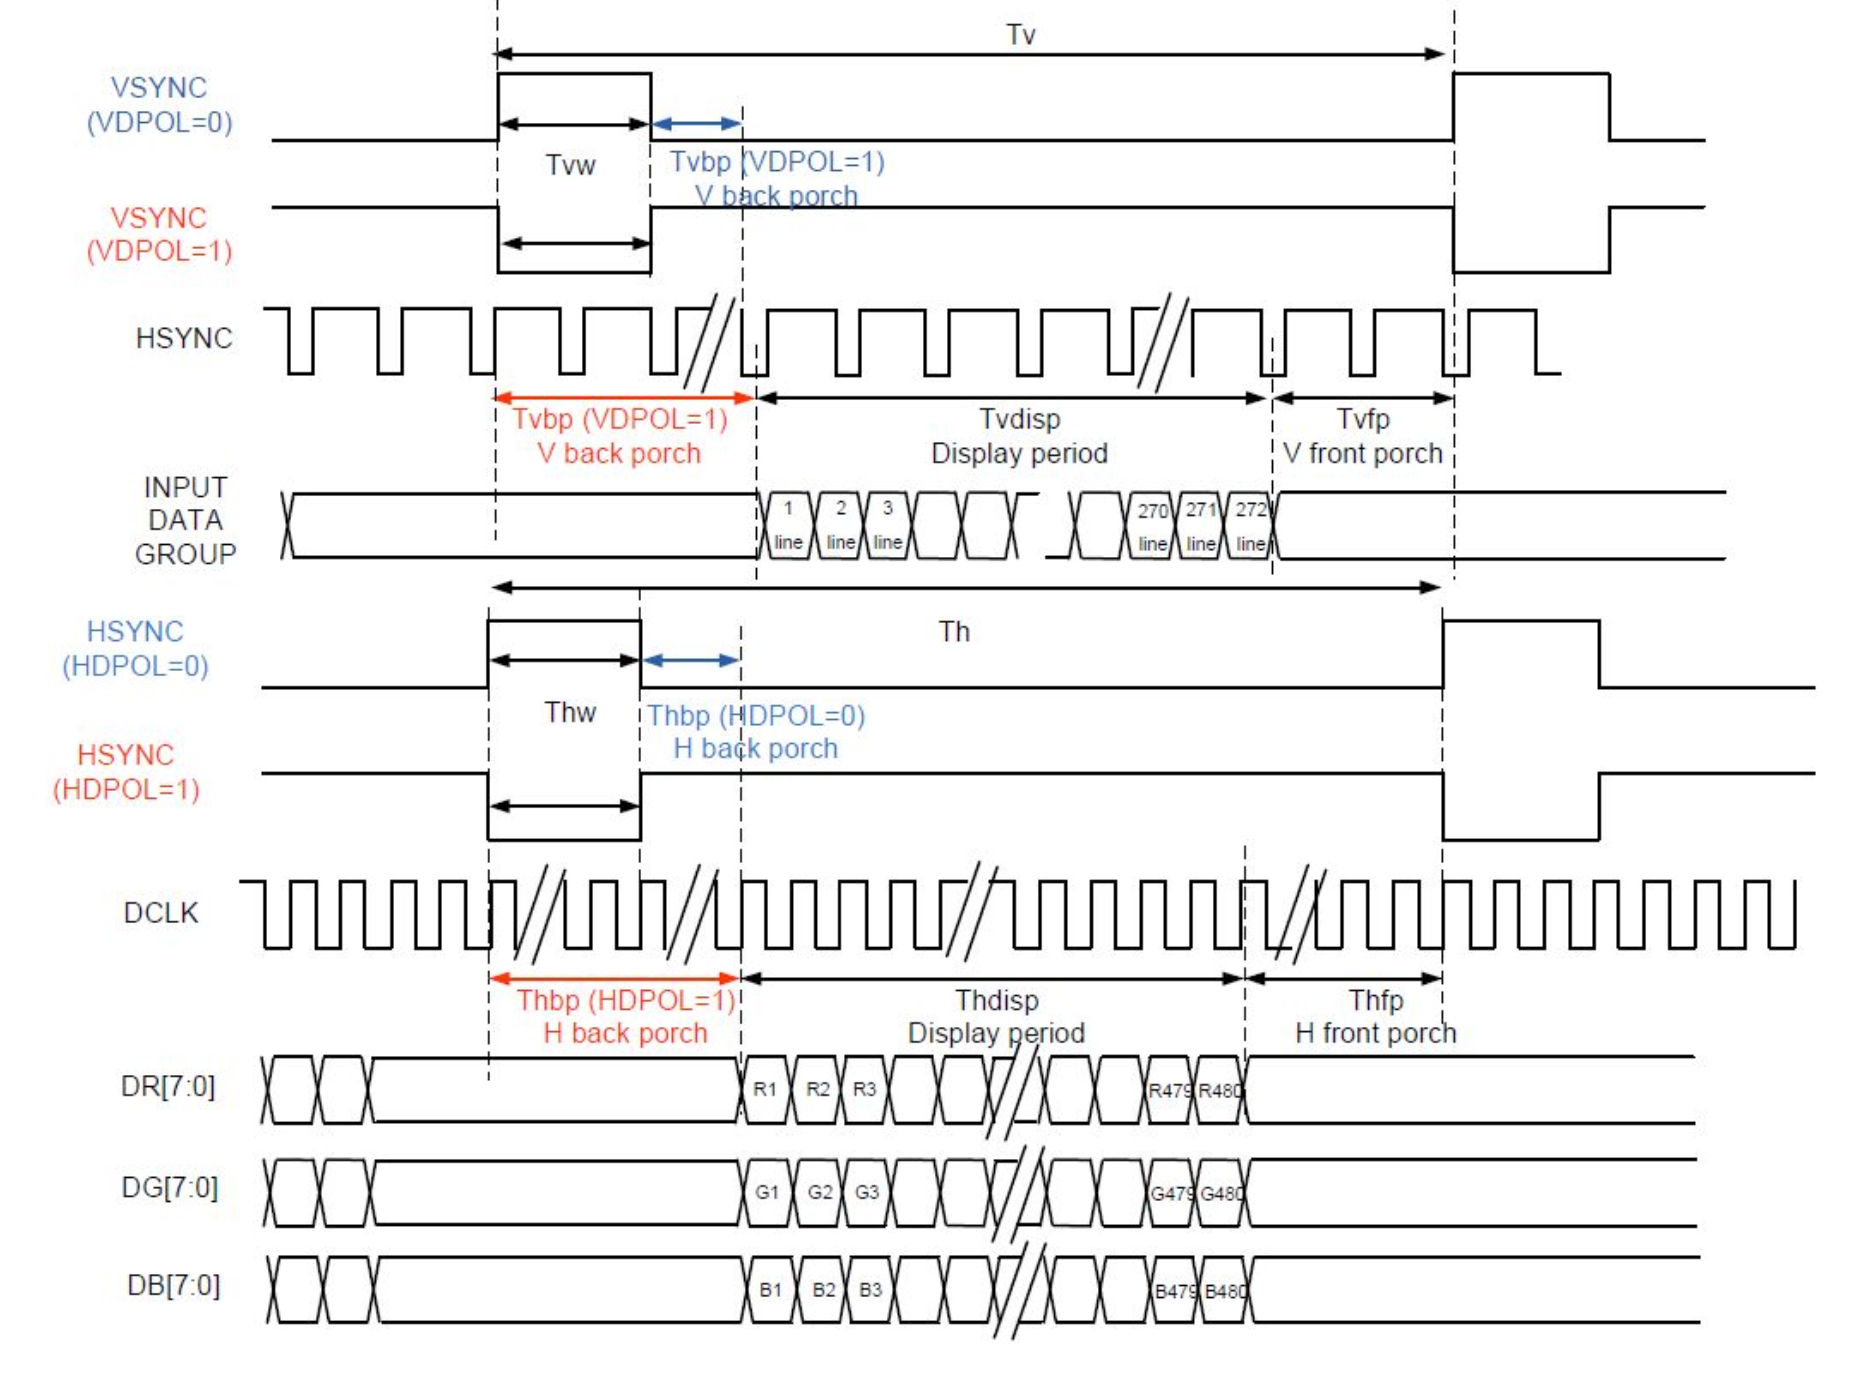 Tv
VSYNC
(VDPOL=0)
Tvw
Tvbp (VDPOL=1)
V back porch
VSYNC
(VDPOL=1)
HSYNC
Tvbp (VDPOL=1)
V back porch
Tvdisp
Display period
Tvfp
V front porch
INPUT
DATA
GROUP
1
line
2
line
3
line
270
line
271
line
272
line
HSYNC
(HDPOL=0)
Th
Thw
Thbp (HDPOL=0)
H back porch
HSYNC
(HDPOL=1)
DCLK
Thbp (HDPOL=1)
H back porch
Thdisp
Display period
Thfp
H front porch
DR[7:0]
R1 R2 R3 R479 R480
DG[7:0]
G1 G2 G3 G479 G480
DB[7:0]
B1 B2 B3 B479 B480